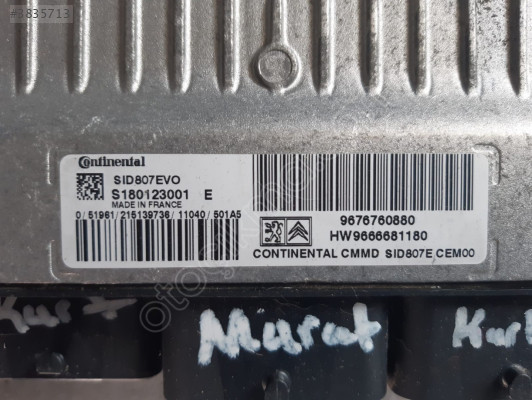 #3835713
Continental
SID807EVO
S180123001 E
MADE IN FRANCE
0/51961/215139736/11040/501A5
9676760880
HW9666681180
CONTINENTAL CMMD SID807E CEM00
Kurt
Murat
Kurt